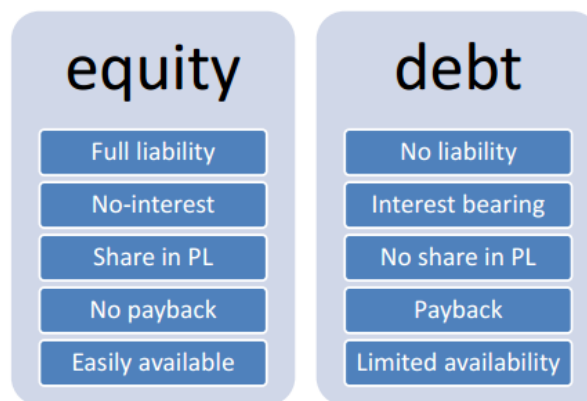 equity
Full liability
No-interest
Share in PL
No payback
Easily available
debt
No liability
Interest bearing
No share in PL
Payback
Limited availability